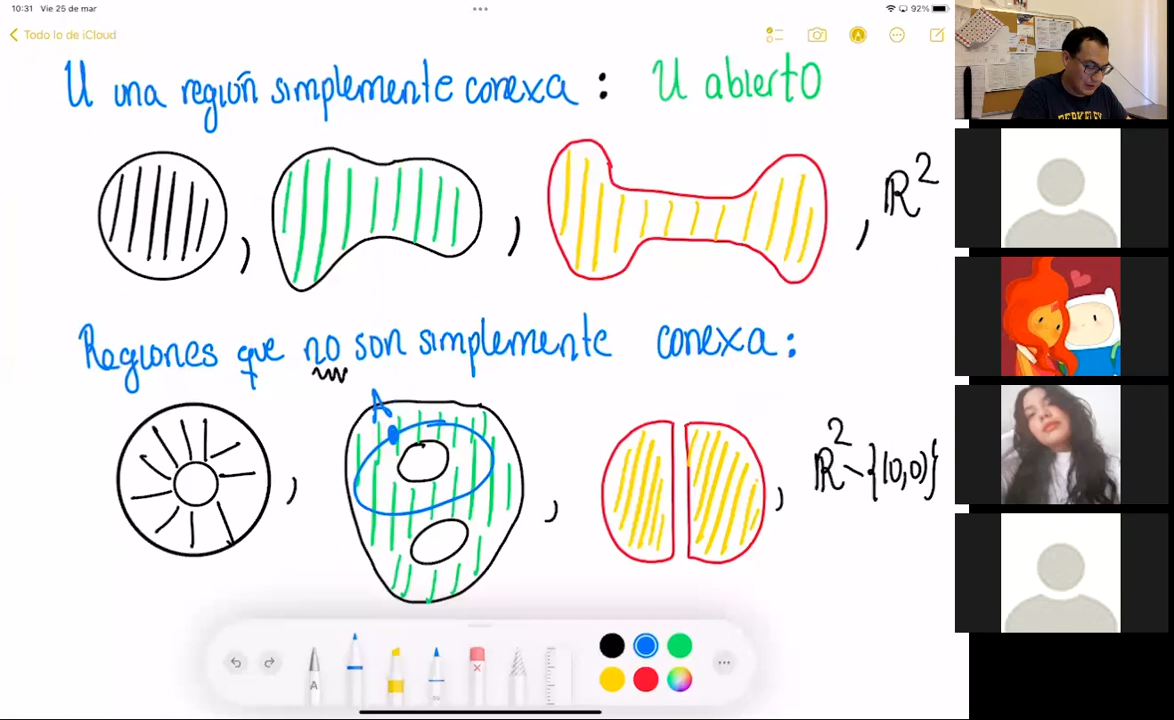 10:31 Vie 25 de mar
92%
Todo lo de iCloud
U una región simplemente conexa : U abierto
, , , ℝ²
Regiones que no son simplemente conexa :
A
, , , ℝ² - {(0,0)}
A
BERKELEY